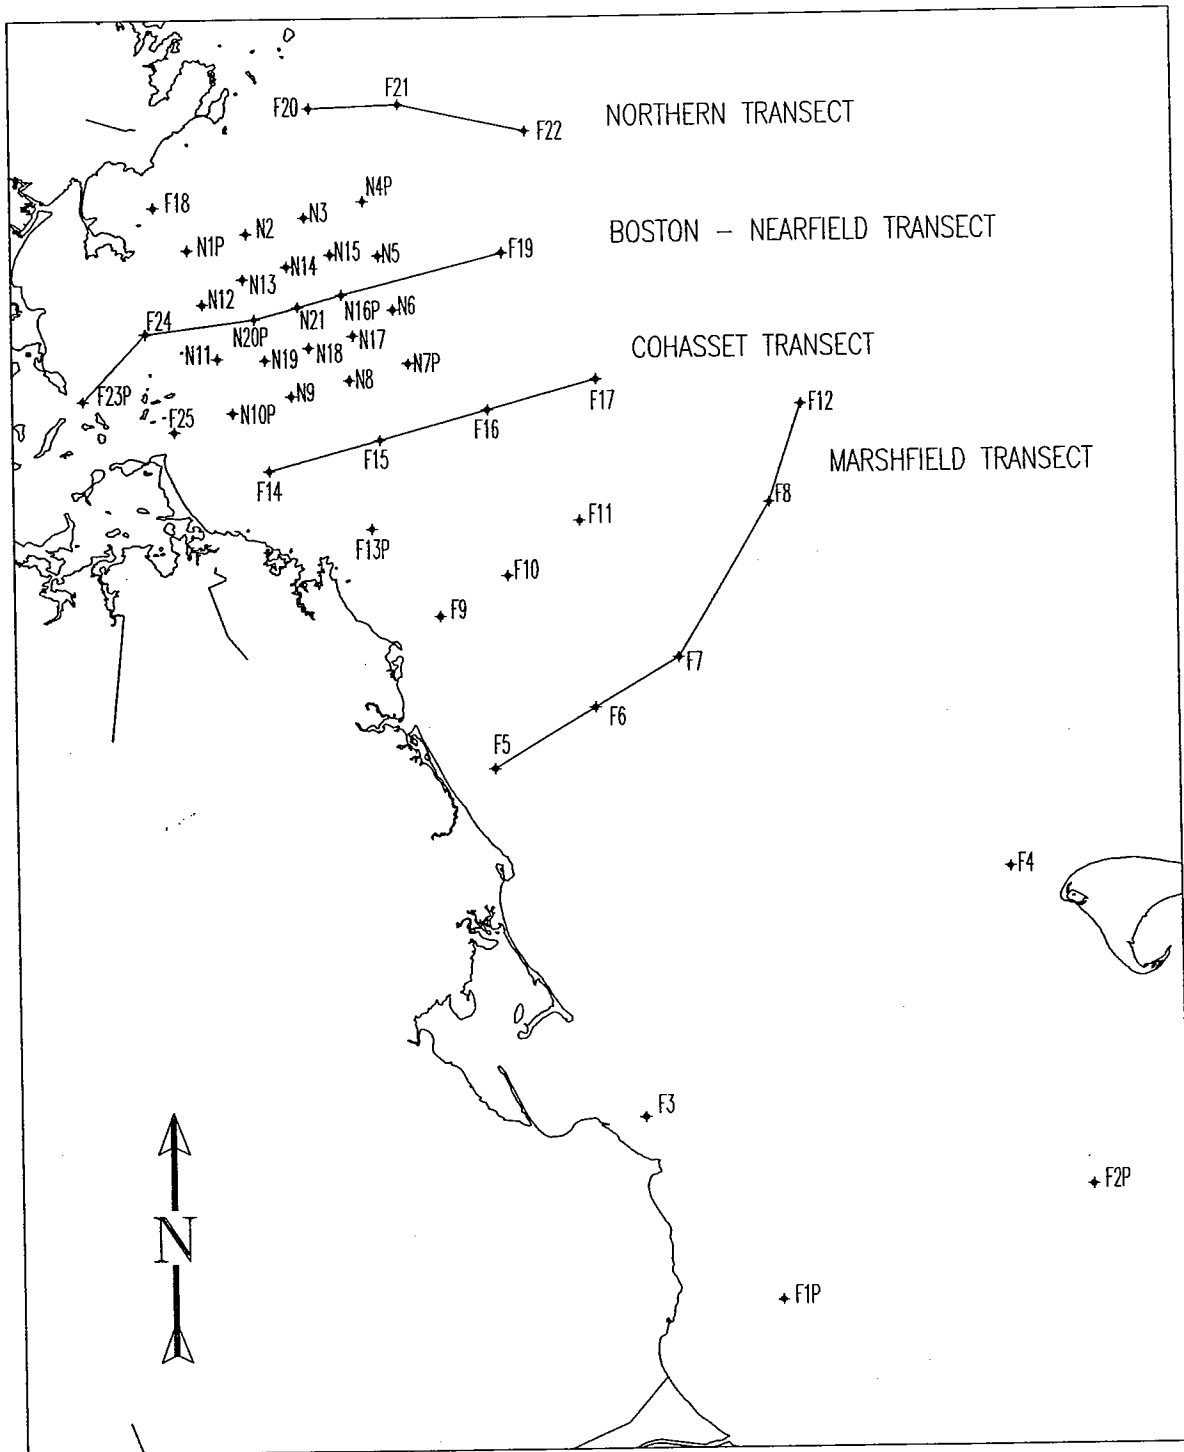 F21
F20
F22
NORTHERN TRANSECT
N4P
F18
N3
N2
BOSTON - NEARFIELD TRANSECT
N1P
N15
N5
F19
N14
N13
N12
N16P
N6
N21
F24
N20P
N17
COHASSET TRANSECT
N11
N19
N18
N7P
N8
F17
N9
F23P
F12
N10P
F25
F16
F15
MARSHFIELD TRANSECT
F14
F8
F11
F13P
F10
F9
F7
F6
F5
F4
F3
F2P
N
F1P